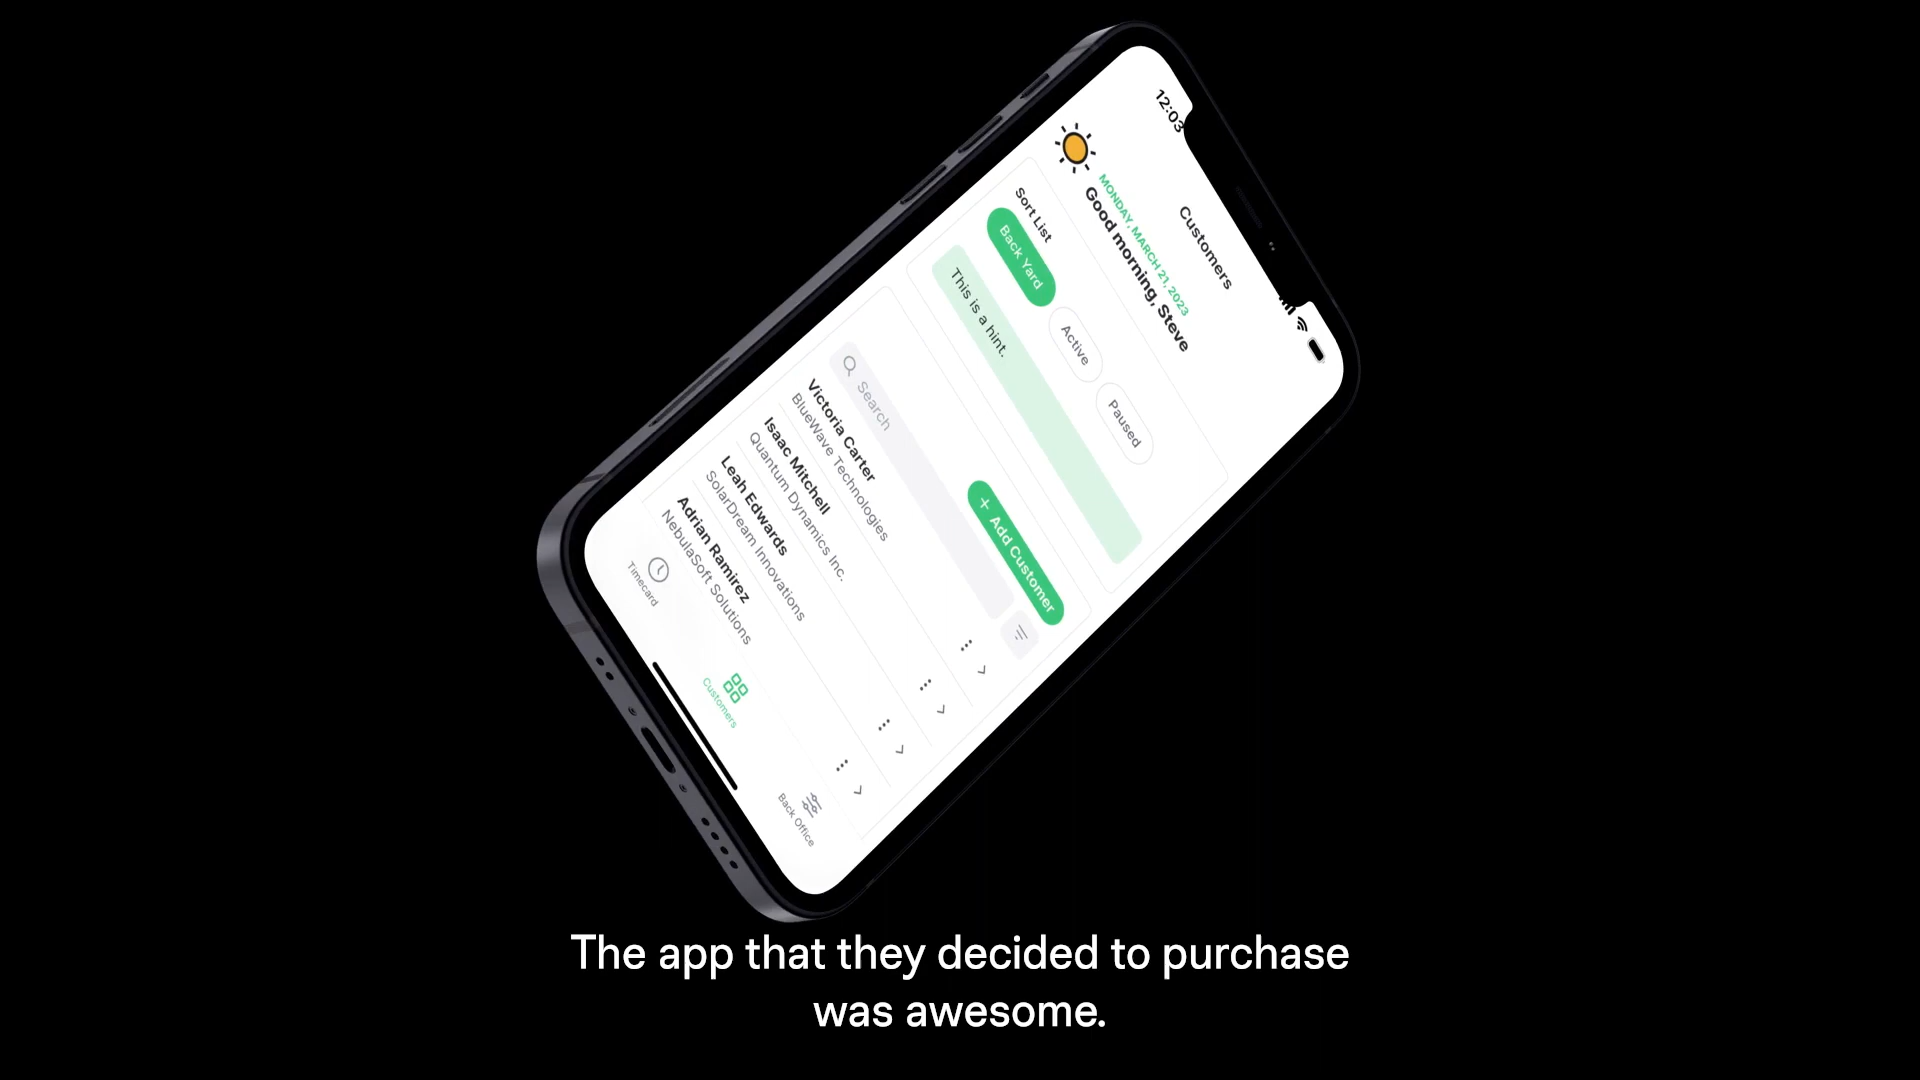 12:03
Customers
MONDAY, MARCH 21, 2023
Good morning, Steve
Sort List
Back Yard
Active
Paused
This is a hint.
+ Add Customer
Search
Victoria Carter
BlueWave Technologies
Isaac Mitchell
Quantum Dynamics Inc.
Leah Edwards
SolarDream Innovations
Adrian Ramirez
NebulaSoft Solutions
Timecard
Customers
Back Office
The app that they decided to purchase
was awesome.